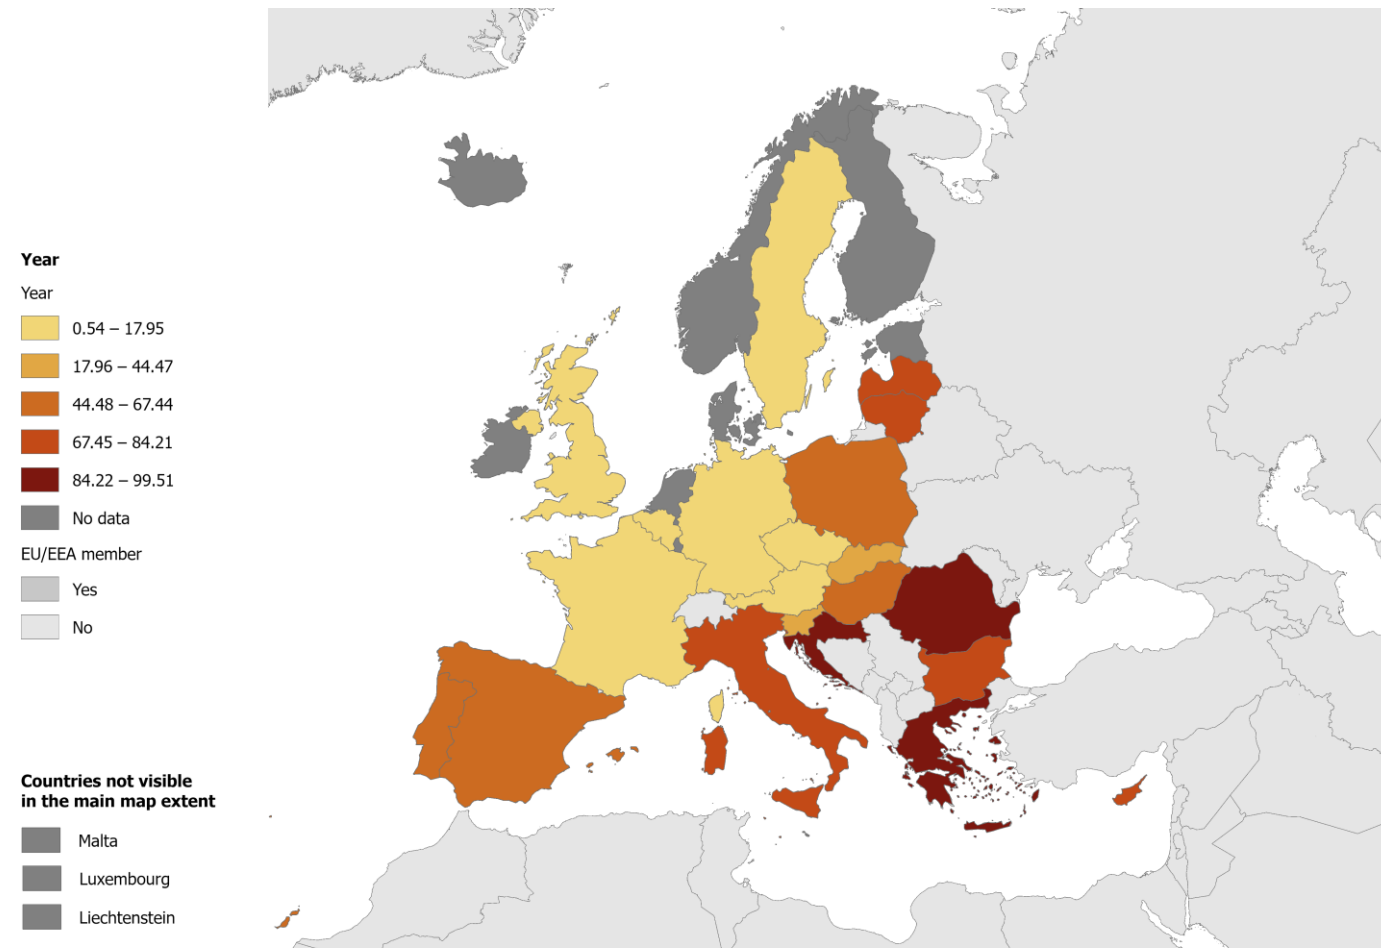 Year
Year
0.54 – 17.95
17.96 – 44.47
44.48 – 67.44
67.45 – 84.21
84.22 – 99.51
No data
EU/EEA member
Yes
No
Countries not visible
in the main map extent
Malta
Luxembourg
Liechtenstein